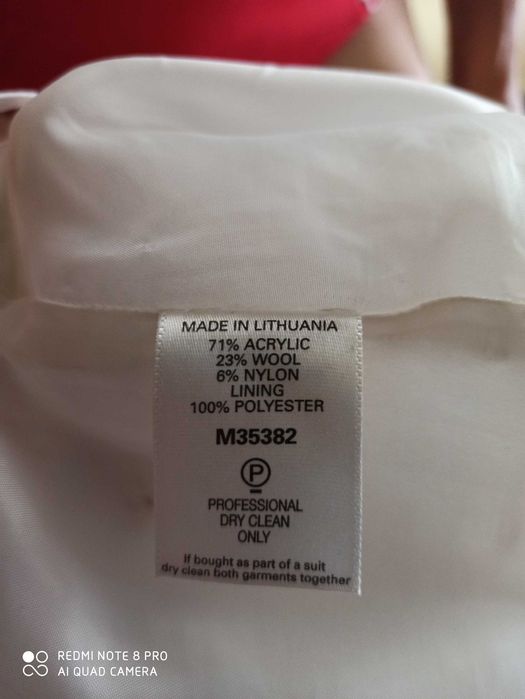 MADE IN LITHUANIA
71% ACRYLIC
23% WOOL
6% NYLON
LINING
100% POLYESTER
M35382
P
PROFESSIONAL
DRY CLEAN
ONLY
If bought as part of a suit
dry clean both garments together
REDMI NOTE 8 PRO
AI QUAD CAMERA